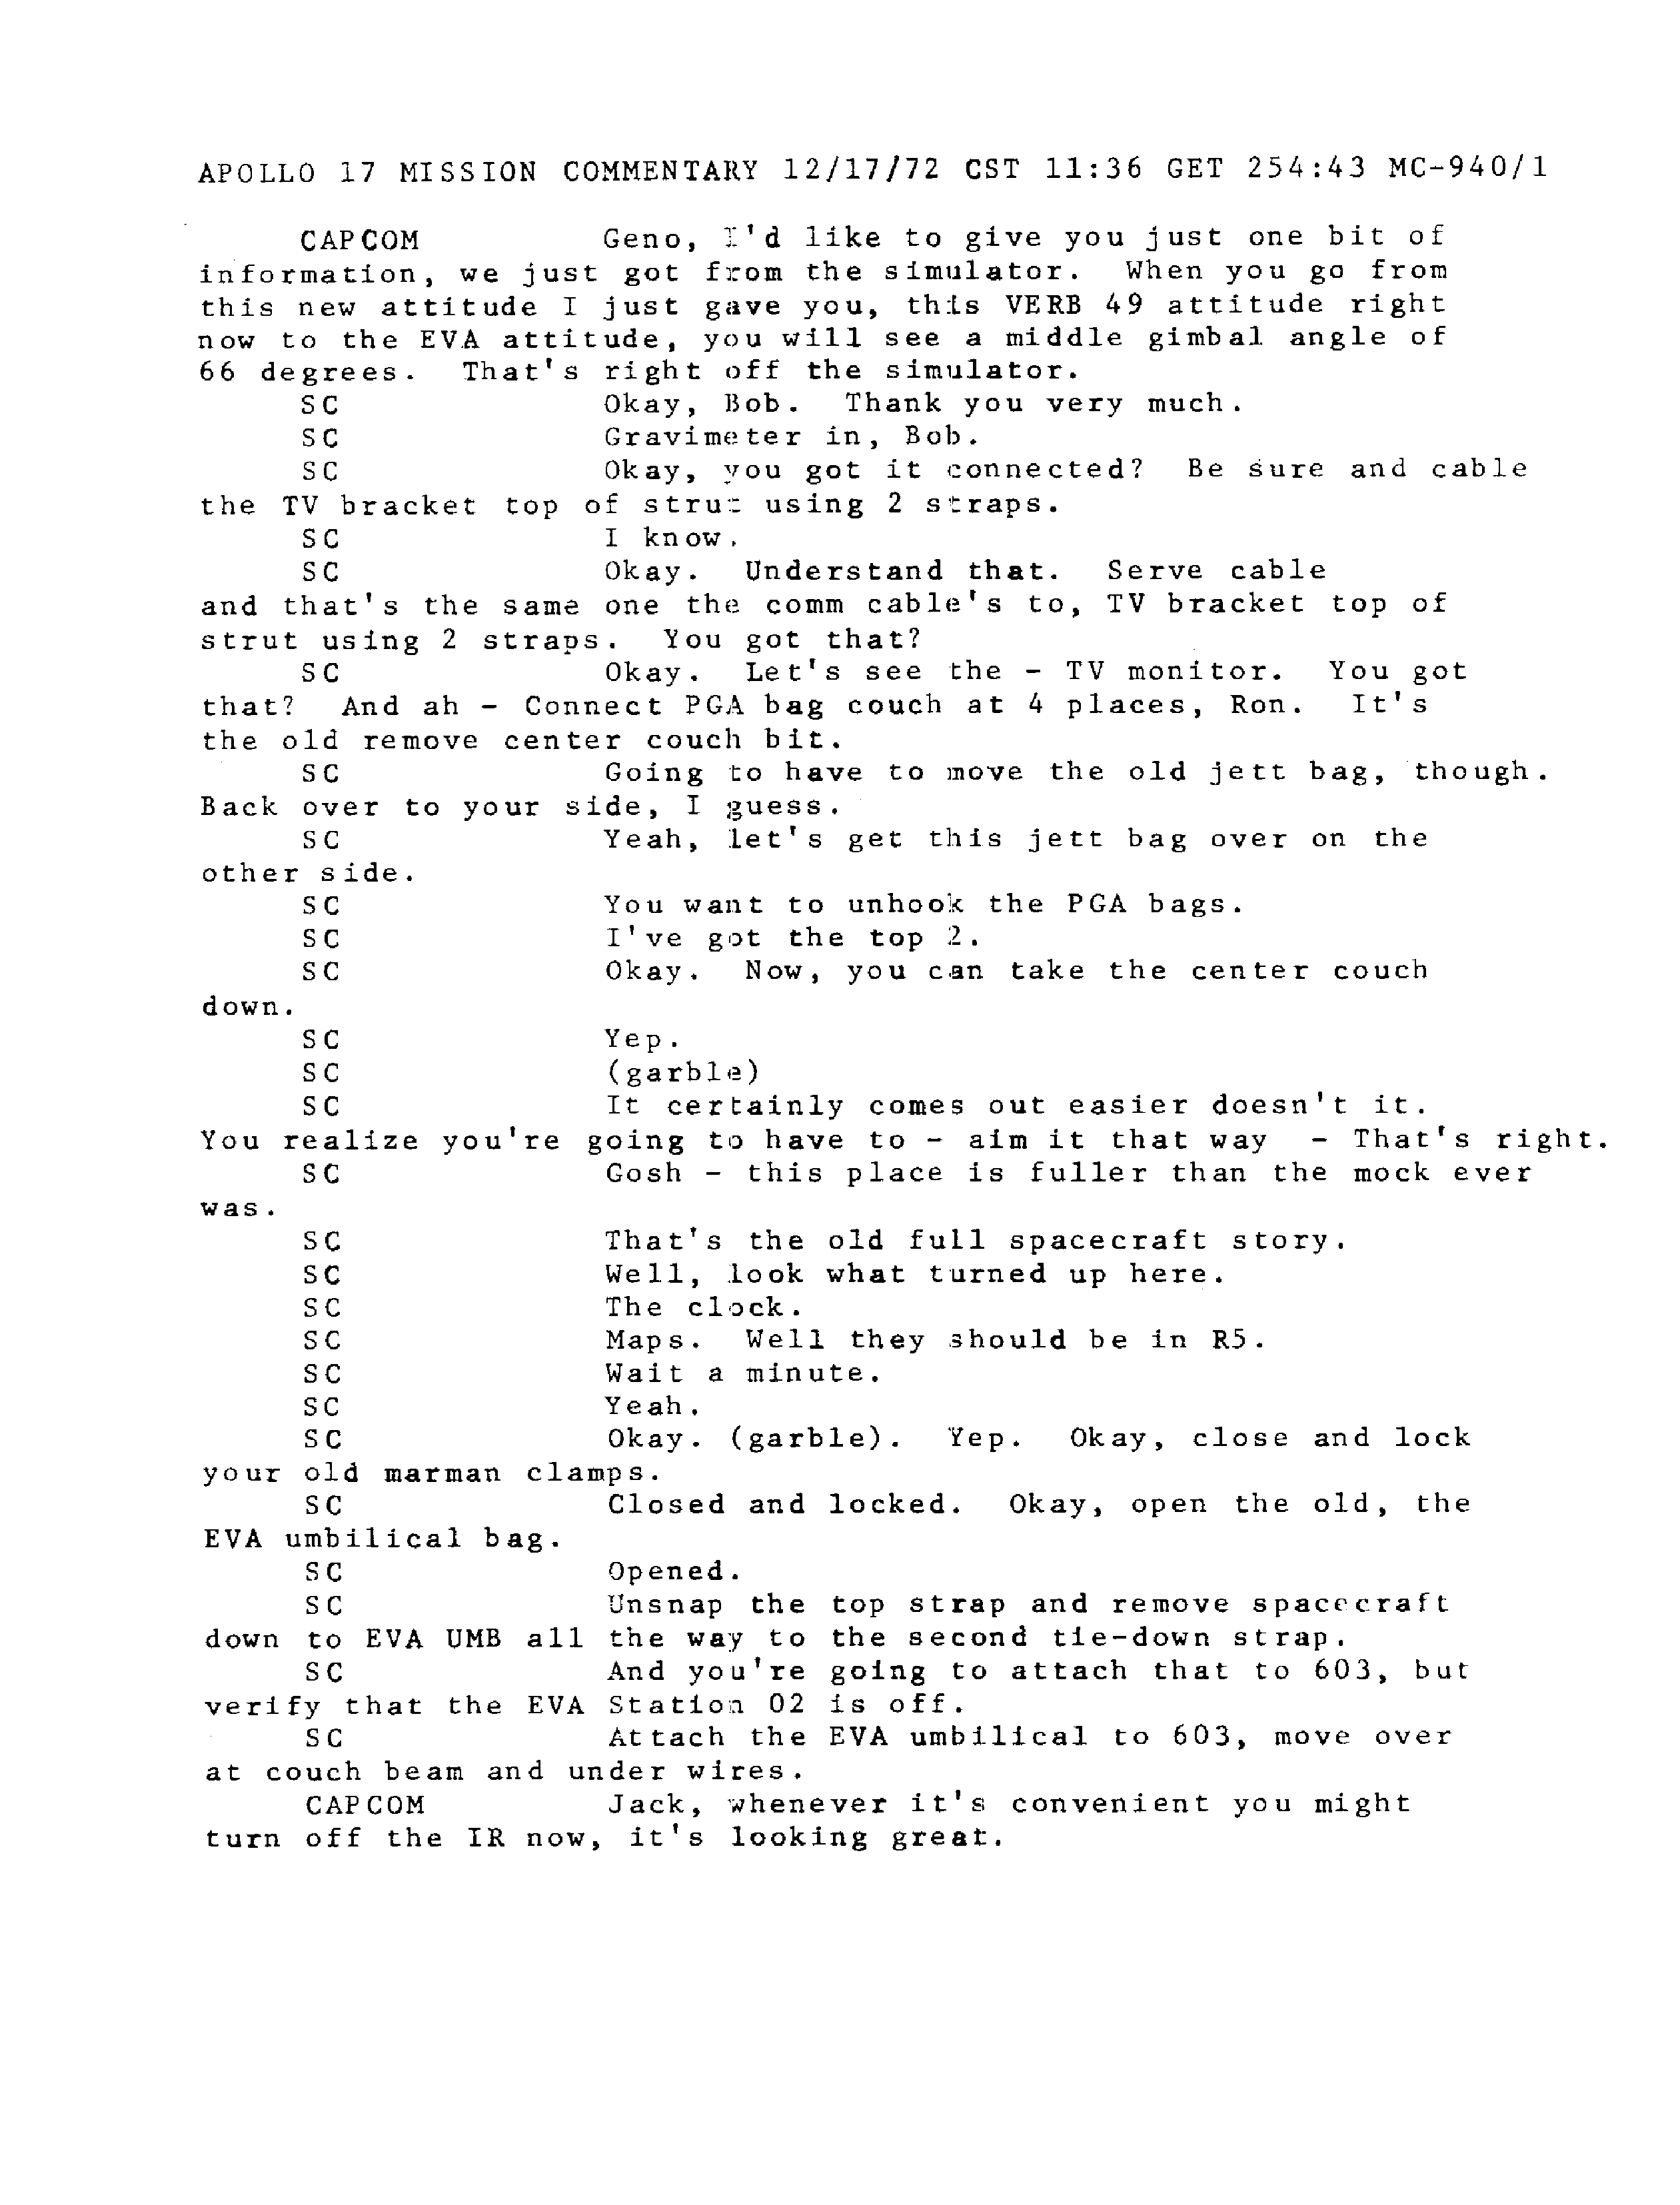 APOLLO 17 MISSION COMMENTARY 12/17/72 CST 11:36 GET 254:43 MC-940/1
CAPCOM Geno, I'd like to give you just one bit of
information, we just got from the simulator. When you go from
this new attitude I just gave you, this VERB 49 attitude right
now to the EVA attitude, you will see a middle gimbal angle of
66 degrees. That's right off the simulator.
SC Okay, Bob. Thank you very much.
SC Gravimeter in, Bob.
SC Okay, you got it connected? Be sure and cable
the TV bracket top of strut using 2 straps.
SC I know.
SC Okay. Understand that. Serve cable
and that's the same one the comm cable's to, TV bracket top of
strut using 2 straps. You got that?
SC Okay. Let's see the - TV monitor. You got
that? And ah - Connect PGA bag couch at 4 places, Ron. It's
the old remove center couch bit.
SC Going to have to move the old jett bag, though.
Back over to your side, I guess.
SC Yeah, let's get this jett bag over on the
other side.
SC You want to unhook the PGA bags.
SC I've got the top 2.
SC Okay. Now, you can take the center couch
down.
SC Yep.
SC (garble)
SC It certainly comes out easier doesn't it.
You realize you're going to have to - aim it that way - That's right.
SC Gosh - this place is fuller than the mock ever
was.
SC That's the old full spacecraft story.
SC Well, look what turned up here.
SC The clock.
SC Maps. Well they should be in R5.
SC Wait a minute.
SC Yeah.
SC Okay. (garble). Yep. Okay, close and lock
your old marman clamps.
SC Closed and locked. Okay, open the old, the
EVA umbilical bag.
SC Opened.
SC Unsnap the top strap and remove spacecraft
down to EVA UMB all the way to the second tie-down strap.
SC And you're going to attach that to 603, but
verify that the EVA Station 02 is off.
SC Attach the EVA umbilical to 603, move over
at couch beam and under wires.
CAPCOM Jack, whenever it's convenient you might
turn off the IR now, it's looking great.